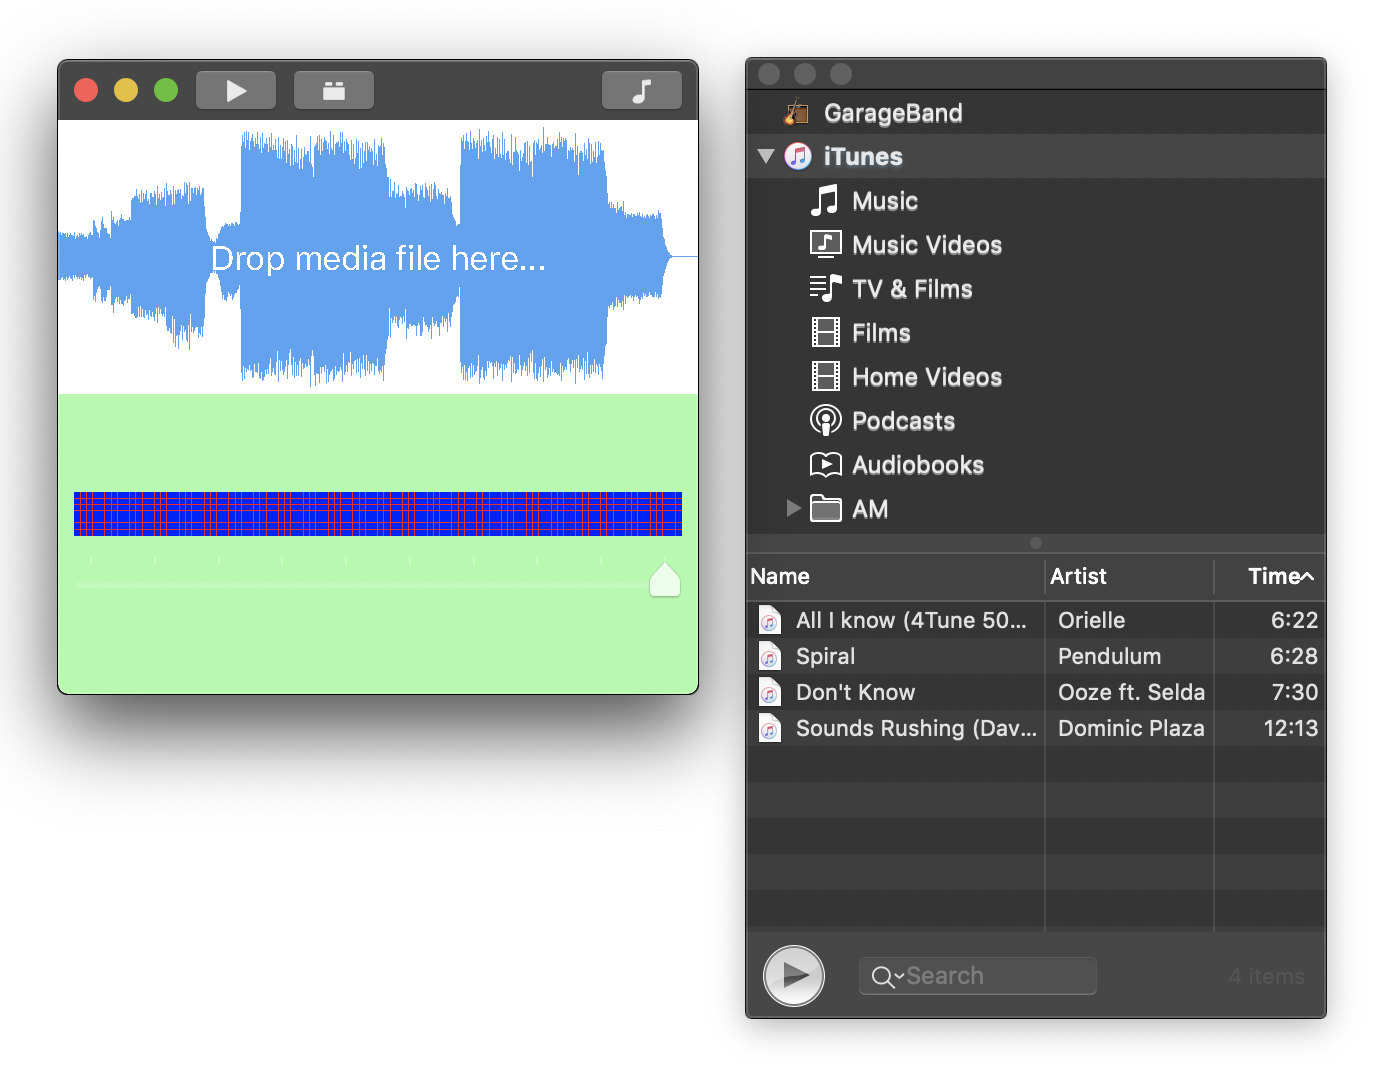 Drop media file here...
GarageBand
iTunes
Music
Music Videos
TV & Films
Films
Home Videos
Podcasts
Audiobooks
AM
Name Artist Time
All I know (4Tune 50... Orielle 6:22
Spiral Pendulum 6:28
Don't Know Ooze ft. Selda 7:30
Sounds Rushing (Dav... Dominic Plaza 12:13
Search 4 items